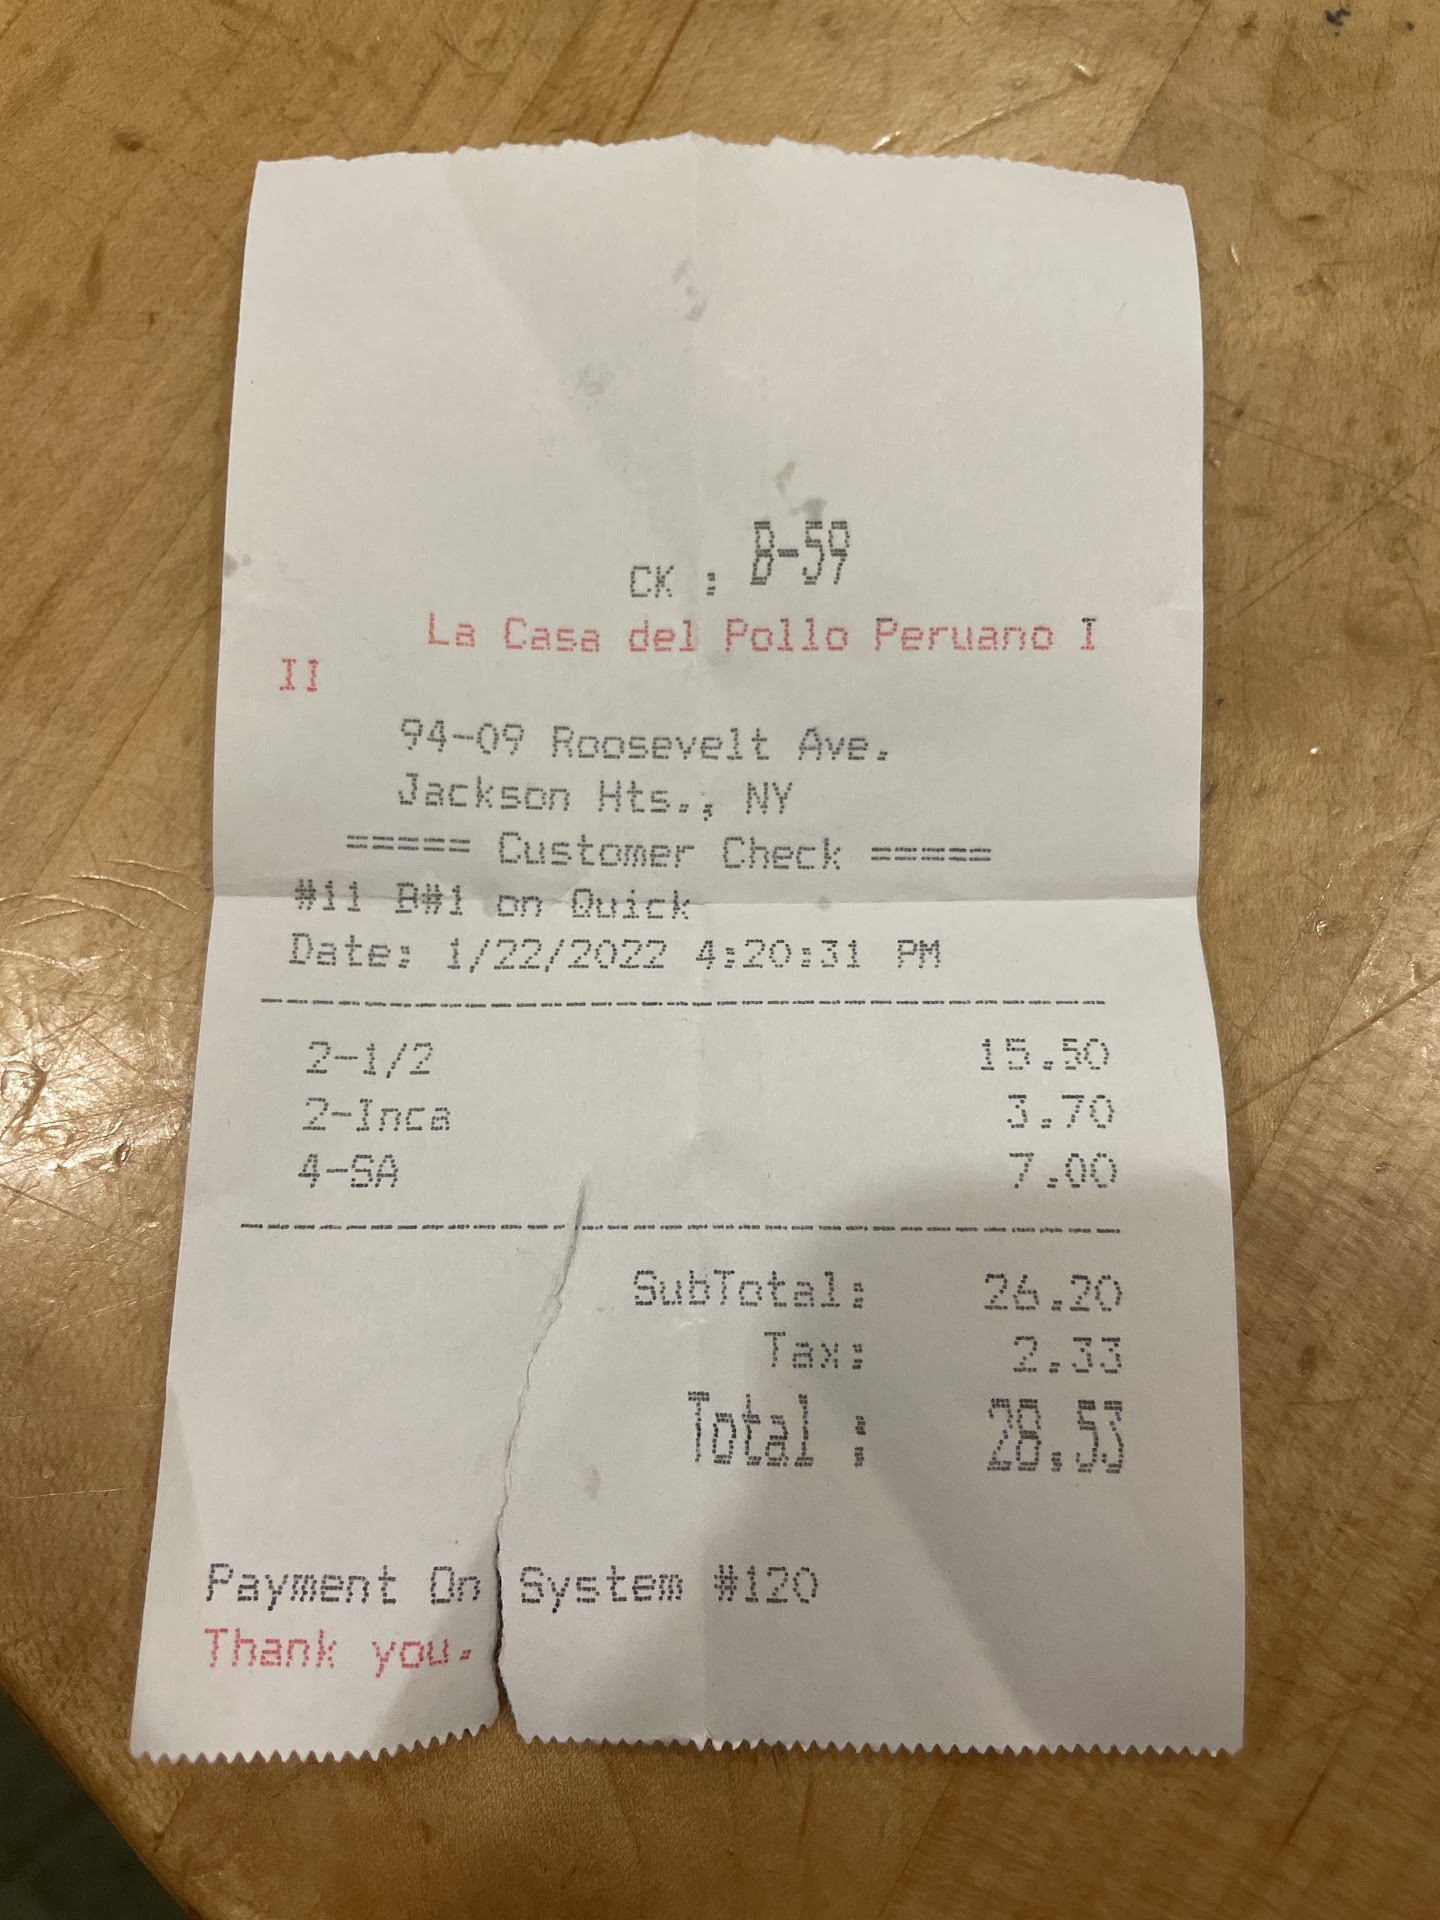 CK : B-59
La Casa del Pollo Peruano I
II
94-09 Roosevelt Ave.
Jackson Hts., NY
===== Customer Check =====
#11 B#1 on Quick
Date: 1/22/2022 4:20:31 PM
2-1/2 15.50
2-Inca 3.70
4-SA 7.00
SubTotal: 26.20
Tax: 2.33
Total : 28.53
Payment On System #120
Thank you.